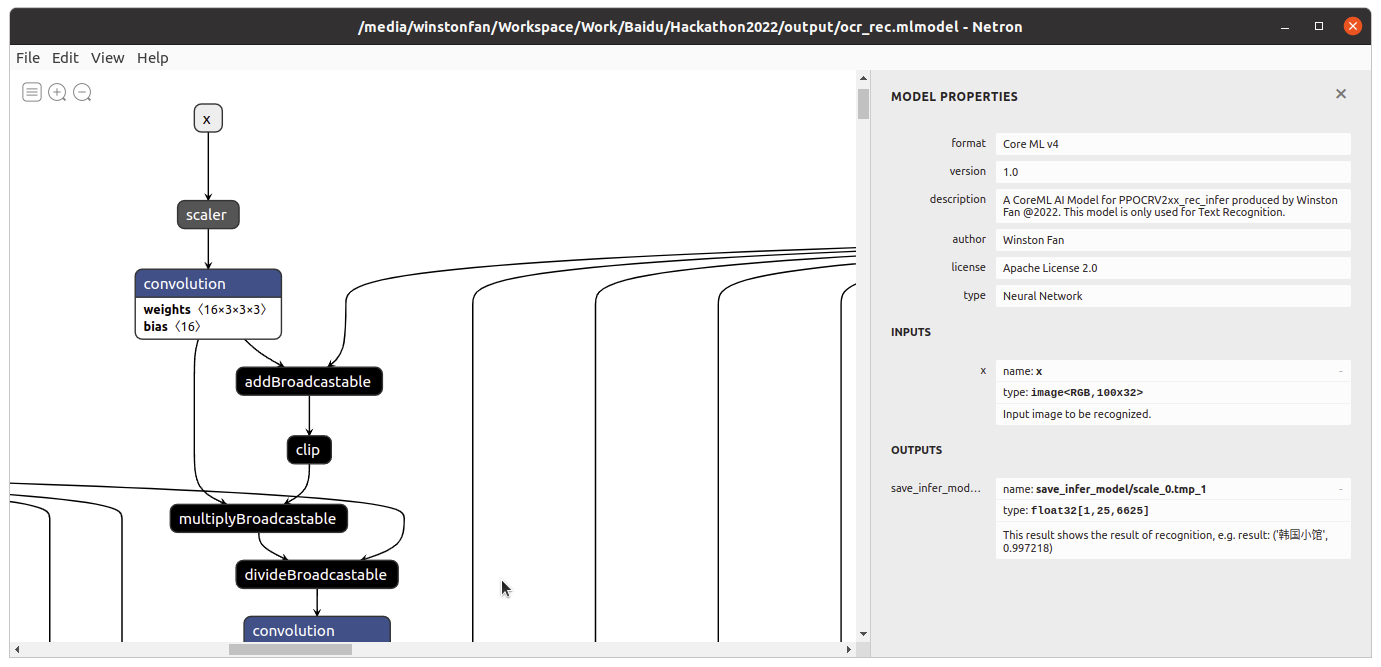 /media/winstonfan/Workspace/Work/Baidu/Hackathon2022/output/ocr_rec.mlmodel - Netron
File Edit View Help
x
scaler
convolution
weights 〈16×3×3×3〉
bias 〈16〉
addBroadcastable
clip
multiplyBroadcastable
divideBroadcastable
convolution
MODEL PROPERTIES
format Core ML v4
version 1.0
description A CoreML AI Model for PPOCRV2xx_rec_infer produced by Winston
Fan @2022. This model is only used for Text Recognition.
author Winston Fan
license Apache License 2.0
type Neural Network
INPUTS
x name: x -
type: image<RGB,100x32>
Input image to be recognized.
OUTPUTS
save_infer_mod... name: save_infer_model/scale_0.tmp_1 -
type: float32[1,25,6625]
This result shows the result of recognition, e.g. result: ('韩国小馆',
0.997218)